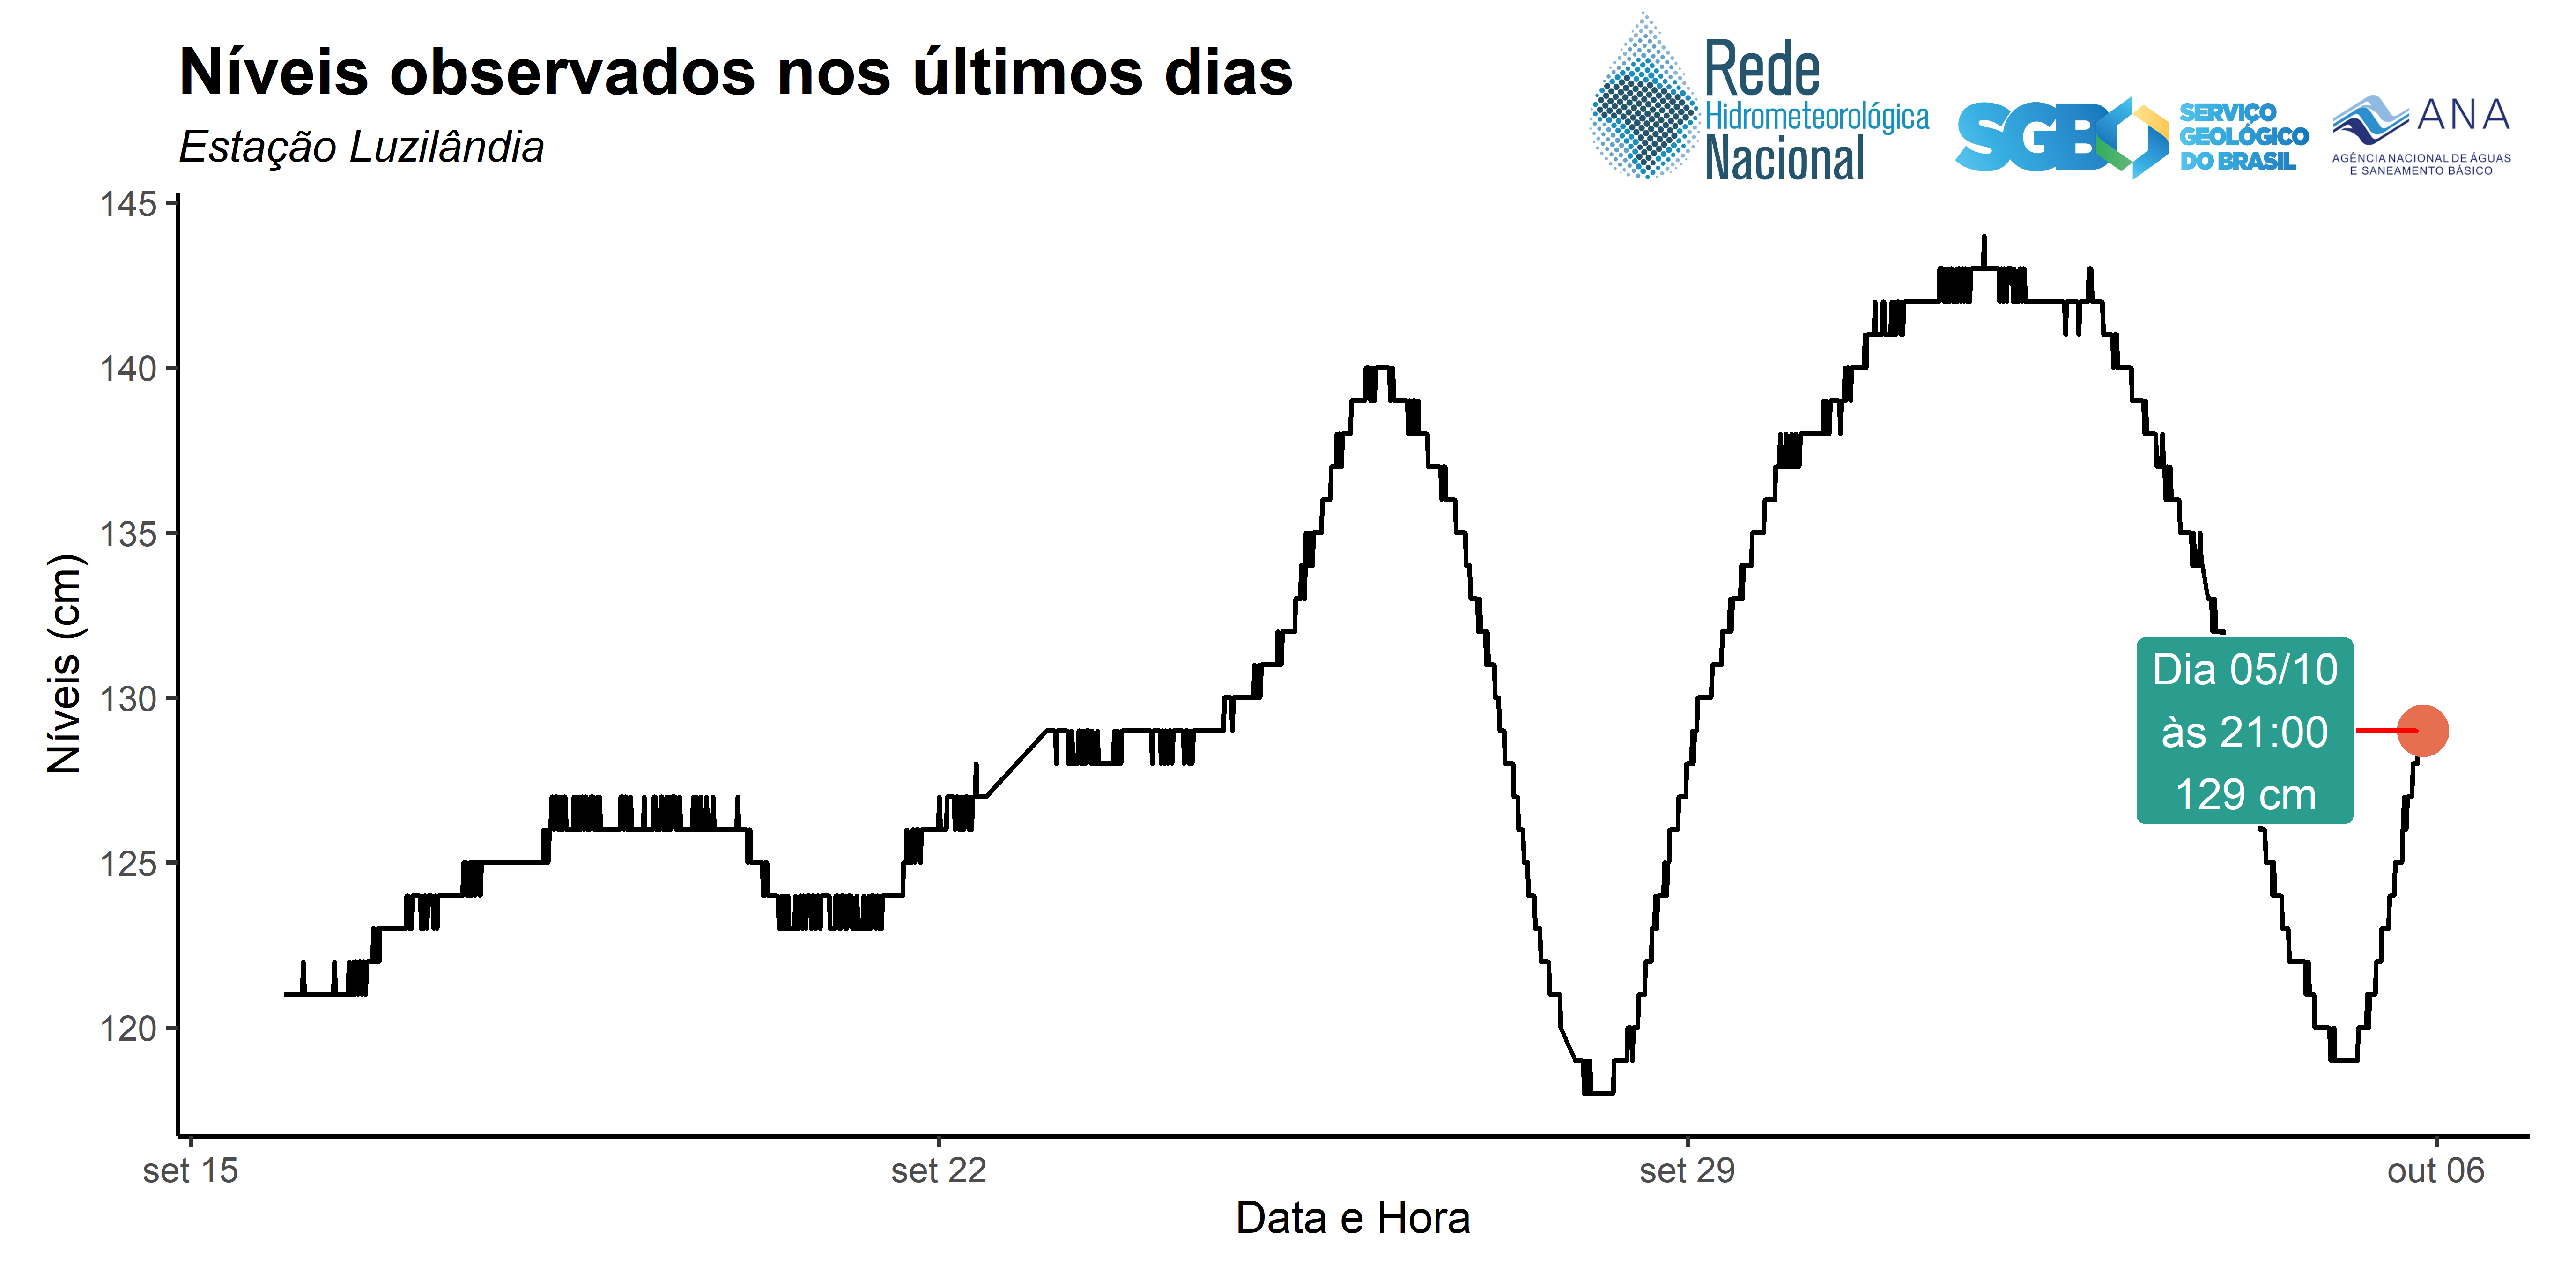 Níveis observados nos últimos dias
Estação Luzilândia
Rede
Hidrometeorológica
Nacional
SGB
SERVIÇO
GEOLÓGICO
DO BRASIL
ANA
AGÊNCIA NACIONAL DE ÁGUAS
E SANEAMENTO BÁSICO
Níveis (cm)
145
140
135
130
125
120
Dia 05/10
às 21:00
129 cm
set 15
set 22
set 29
out 06
Data e Hora